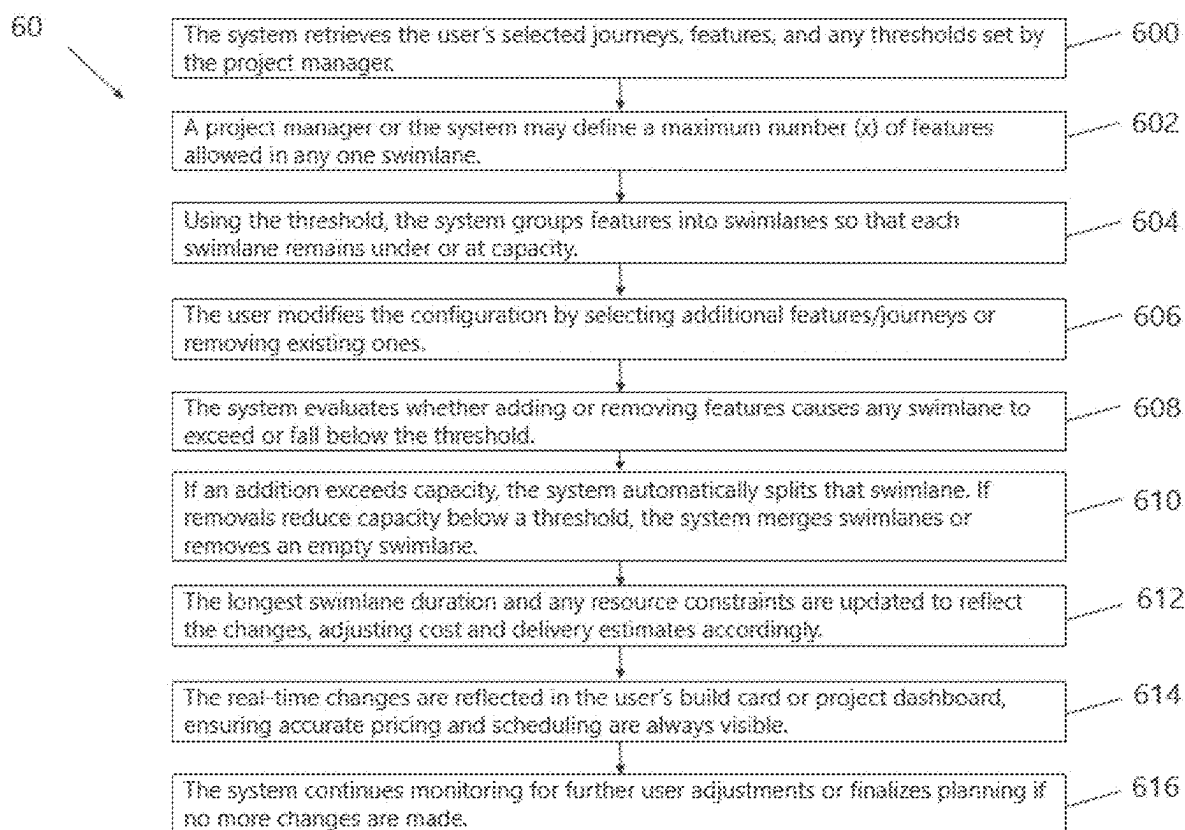 60
The system retrieves the user's selected journeys, features, and any thresholds set by
the project manager.
600
A project manager or the system may define a maximum number (x) of features
allowed in any one swimlane.
602
Using the threshold, the system groups features into swimlanes so that each
swimlane remains under or at capacity.
604
The user modifies the configuration by selecting additional features/journeys or
removing existing ones.
606
The system evaluates whether adding or removing features causes any swimlane to
exceed or fall below the threshold.
608
If an addition exceeds capacity, the system automatically splits that swimlane. If
removals reduce capacity below a threshold, the system merges swimlanes or
removes an empty swimlane.
610
The longest swimlane duration and any resource constraints are updated to reflect
the changes, adjusting cost and delivery estimates accordingly.
612
The real-time changes are reflected in the user's build card or project dashboard,
ensuring accurate pricing and scheduling are always visible.
614
The system continues monitoring for further user adjustments or finalizes planning if
no more changes are made.
616